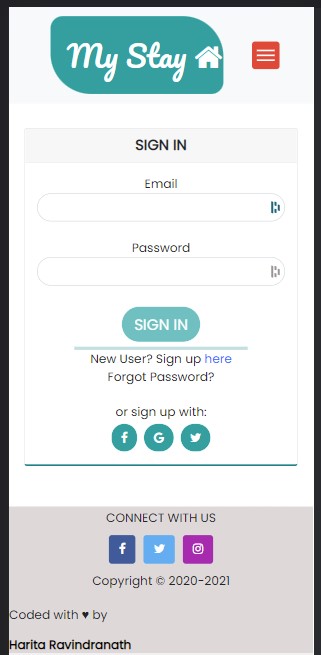 My Stay
SIGN IN
Email
Password
SIGN IN
New User? Sign up here
Forgot Password?
or sign up with:
CONNECT WITH US
Copyright © 2020-2021
Coded with ♥ by
Harita Ravindranath